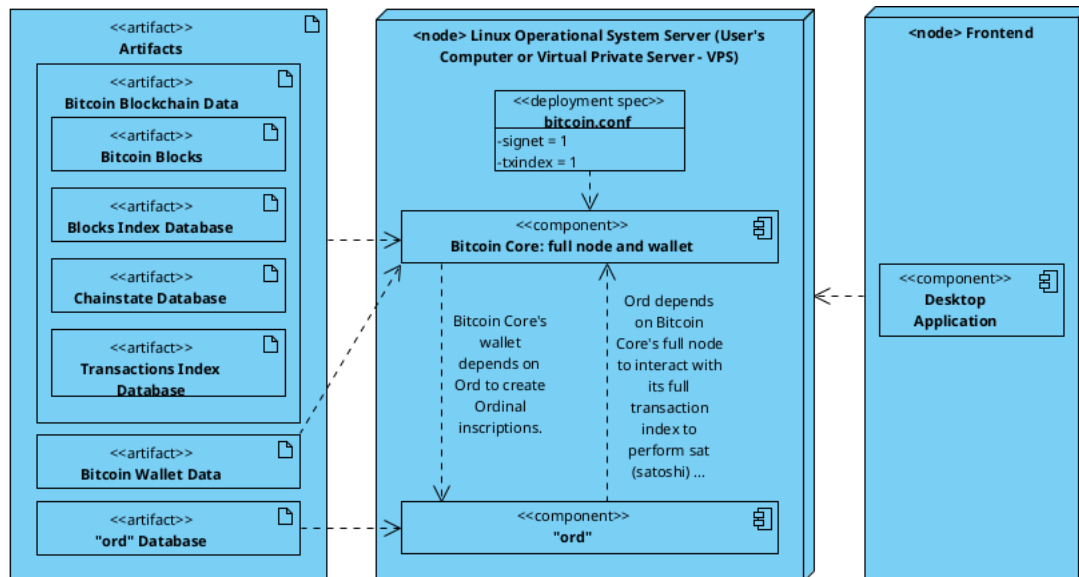 <<artifact>>
Artifacts
<<artifact>>
Bitcoin Blockchain Data
<<artifact>>
Bitcoin Blocks
<<artifact>>
Blocks Index Database
<<artifact>>
Chainstate Database
<<artifact>>
Transactions Index
Database
<<artifact>>
Bitcoin Wallet Data
<<artifact>>
"ord" Database
<node> Linux Operational System Server (User's
Computer or Virtual Private Server - VPS)
<<deployment spec>>
bitcoin.conf
-signet = 1
-txindex = 1
<<component>>
Bitcoin Core: full node and wallet
Bitcoin Core's
wallet
depends on
Ord to create
Ordinal
inscriptions.
Ord depends
on Bitcoin
Core's full node
to interact with
its full
transaction
index to
perform sat
(satoshi) ...
<<component>>
"ord"
<node> Frontend
<<component>>
Desktop
Application